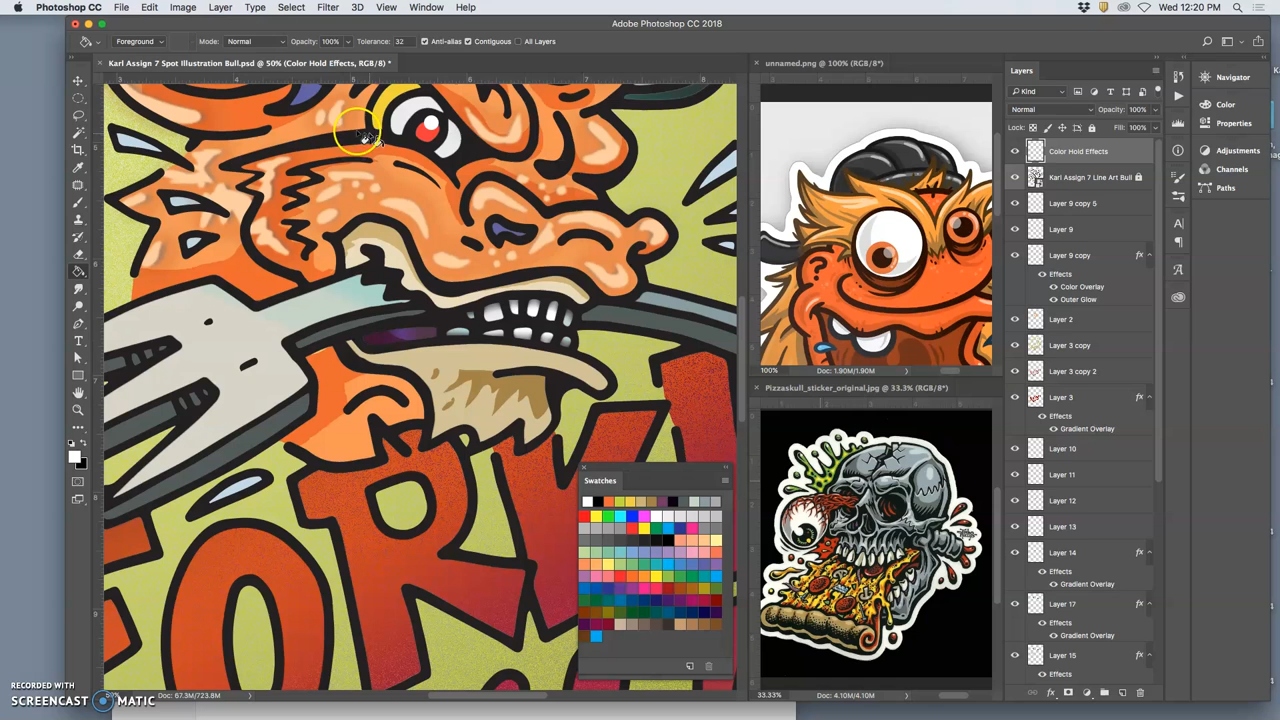 Photoshop CC File Edit Image Layer Type Select Filter 3D View Window Help Wed 12:20 PM
Adobe Photoshop CC 2018
Foreground Mode: Normal Opacity: 100% Tolerance: 32 Anti-alias Contiguous All Layers
Karl Assign 7 Spot Illustration Bull.psd @ 50% (Color Hold Effects, RGB/8) *
unnamed.png @ 100% (RGB/8*)
100% Doc: 1.90M/1.90M
Pizzaskull_sticker_original.jpg @ 33.3% (RGB/8*)
33.33% Doc: 4.10M/4.10M
Swatches
FORK
50% Doc: 67.3M/723.8M
Layers
Kind
Normal Opacity: 100%
Lock: Fill: 100%
Color Hold Effects
Karl Assign 7 Line Art Bull
Layer 9 copy 5
Layer 9
Layer 9 copy fx
Effects
Color Overlay
Outer Glow
Layer 2
Layer 3 copy
Layer 3 copy 2
Layer 3 fx
Effects
Gradient Overlay
Layer 10
Layer 11
Layer 12
Layer 13
Layer 14 fx
Effects
Gradient Overlay
Layer 17 fx
Effects
Gradient Overlay
Layer 15 fx
Effects
Navigator
Color
Properties
Adjustments
Channels
Paths
RECORDED WITH
SCREENCAST MATIC